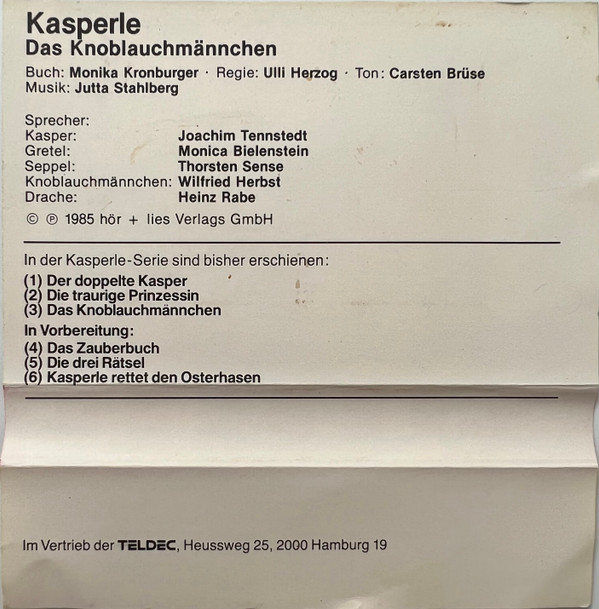 Kasperle
Das Knoblauchmännchen
Buch: Monika Kronburger · Regie: Ulli Herzog · Ton: Carsten Brüse
Musik: Jutta Stahlberg
Sprecher:
Kasper: Joachim Tennstedt
Gretel: Monica Bielenstein
Seppel: Thorsten Sense
Knoblauchmännchen: Wilfried Herbst
Drache: Heinz Rabe
© ℗ 1985 hör + lies Verlags GmbH
In der Kasperle-Serie sind bisher erschienen:
(1) Der doppelte Kasper
(2) Die traurige Prinzessin
(3) Das Knoblauchmännchen
In Vorbereitung:
(4) Das Zauberbuch
(5) Die drei Rätsel
(6) Kasperle rettet den Osterhasen
Im Vertrieb der TELDEC, Heussweg 25, 2000 Hamburg 19